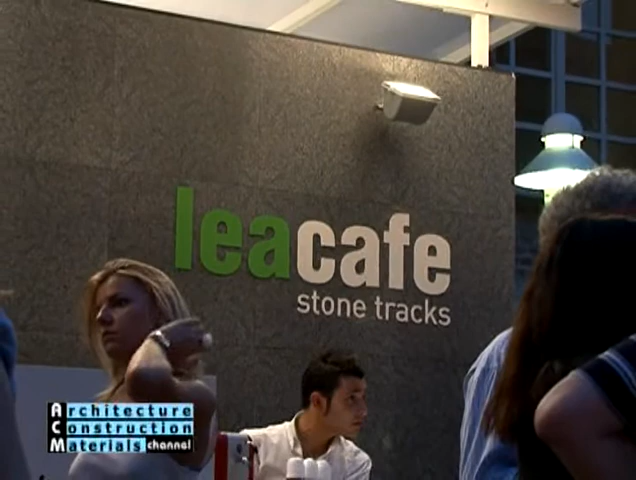 leacafe
stone tracks
Architecture
Construction
Materials channel